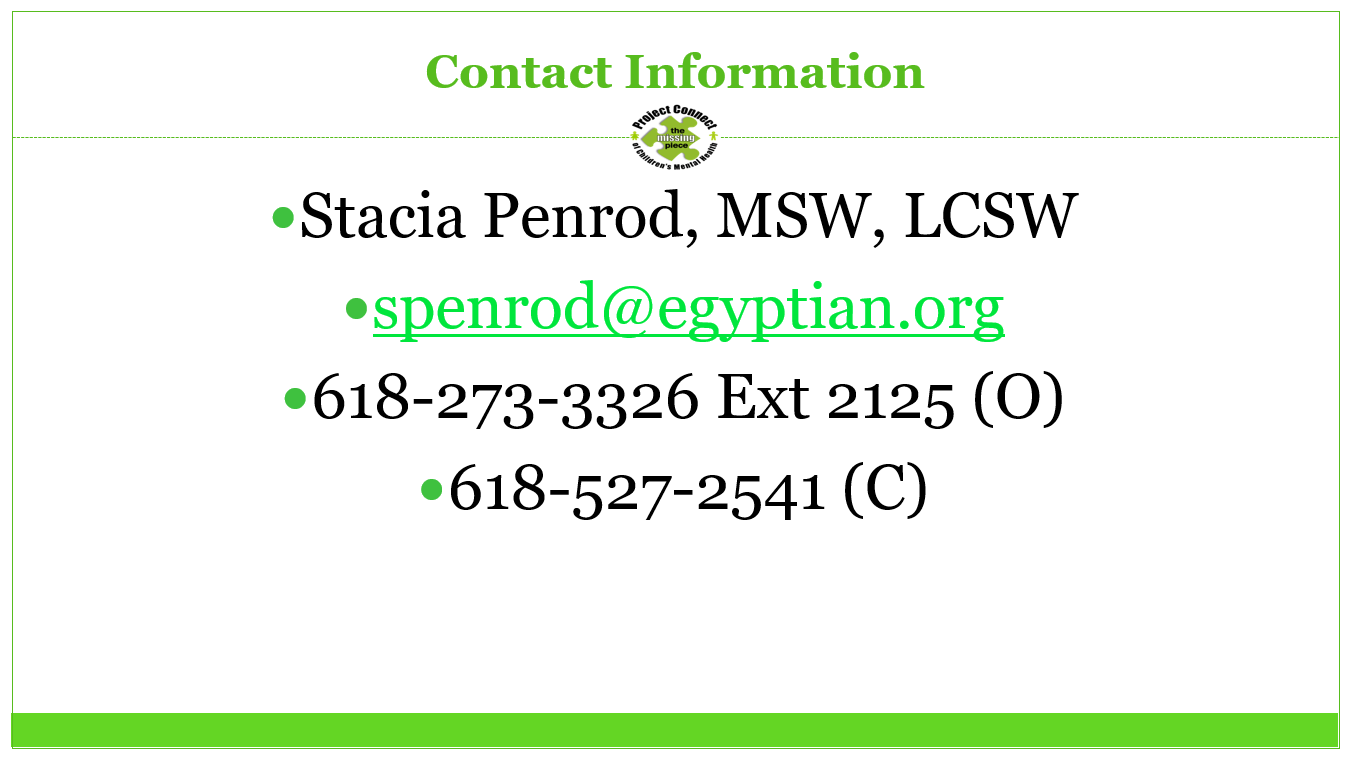 Contact Information
Project Connect
the
missing
piece
of Children's Mental Health
•Stacia Penrod, MSW, LCSW
•spenrod@egyptian.org
•618-273-3326 Ext 2125 (O)
•618-527-2541 (C)